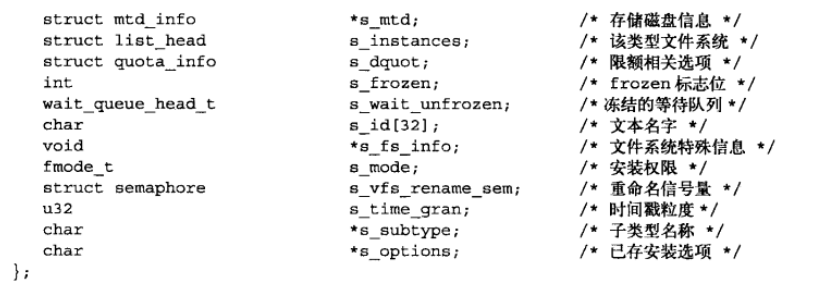 struct mtd_info *s_mtd; /* 存储磁盘信息 */
struct list_head s_instances; /* 该类型文件系统 */
struct quota_info s_dquot; /* 限额相关选项 */
int s_frozen; /* frozen 标志位 */
wait_queue_head_t s_wait_unfrozen; /* 冻结的等待队列 */
char s_id[32]; /* 文本名字 */
void *s_fs_info; /* 文件系统特殊信息 */
fmode_t s_mode; /* 安装权限 */
struct semaphore s_vfs_rename_sem; /* 重命名信号量 */
u32 s_time_gran; /* 时间戳粒度 */
char *s_subtype; /* 子类型名称 */
char *s_options; /* 已存安装选项 */
};